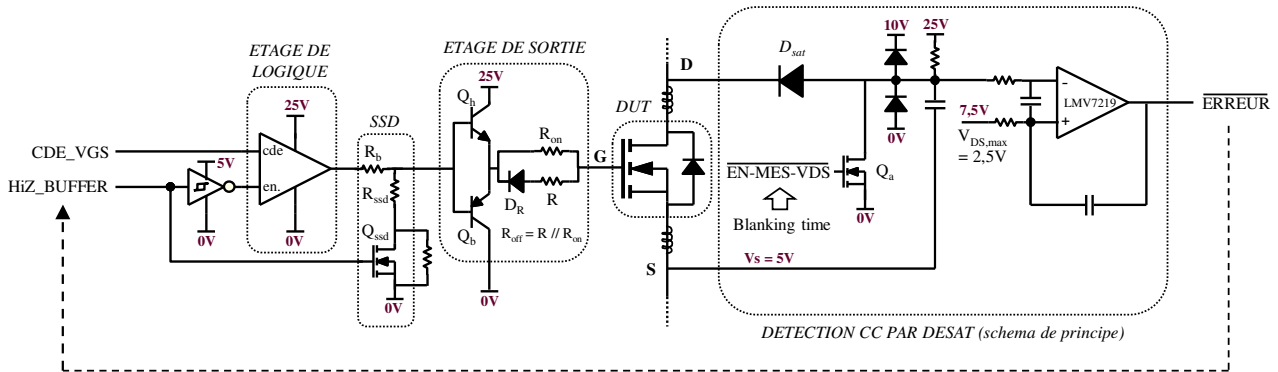 ETAGE DE
LOGIQUE
25V
CDE_VGS
cde
HiZ_BUFFER
5V
en.
0V
0V
SSD
R_b
R_ssd
Q_ssd
0V
ETAGE DE SORTIE
25V
Q_h
R_on
D_R
R
Q_b
R_off = R // R_on
0V
G
DUT
D
S
Vs = 5V
D_sat
10V
25V
0V
7,5V
V_DS,max
= 2,5V
-
+
LMV7219
ERREUR
EN-MES-VDS
Q_a
Blanking time
0V
DETECTION CC PAR DESAT (schema de principe)